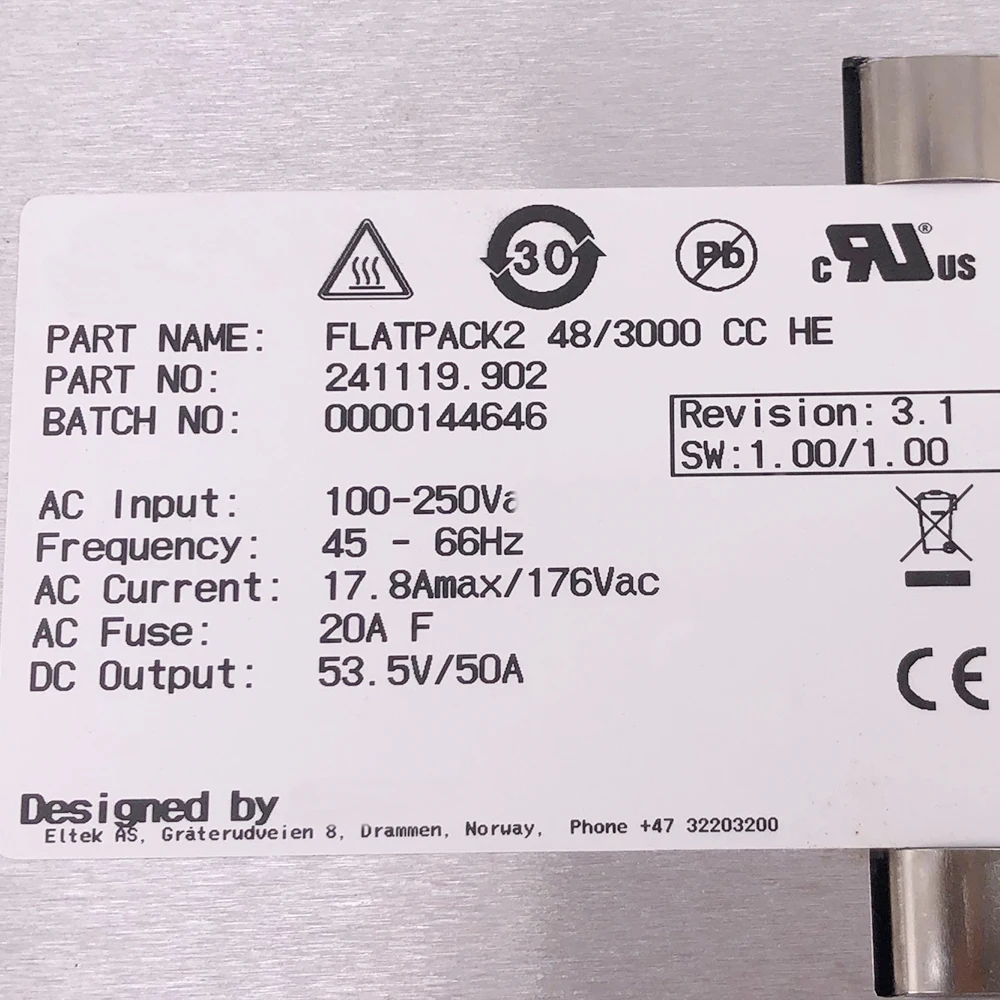 30 Pb c RU® US
PART NAME: FLATPACK2 48/3000 CC HE
PART NO: 241119.902
BATCH NO: 0000144646
Revision: 3.1
SW:1.00/1.00
AC Input: 100-250Va
Frequency: 45 - 66Hz
AC Current: 17.8Amax/176Vac
AC Fuse: 20A F
DC Output: 53.5V/50A
CE
Designed by
Eltek AS, Gråterudveien 8, Drammen, Norway, Phone +47 32203200